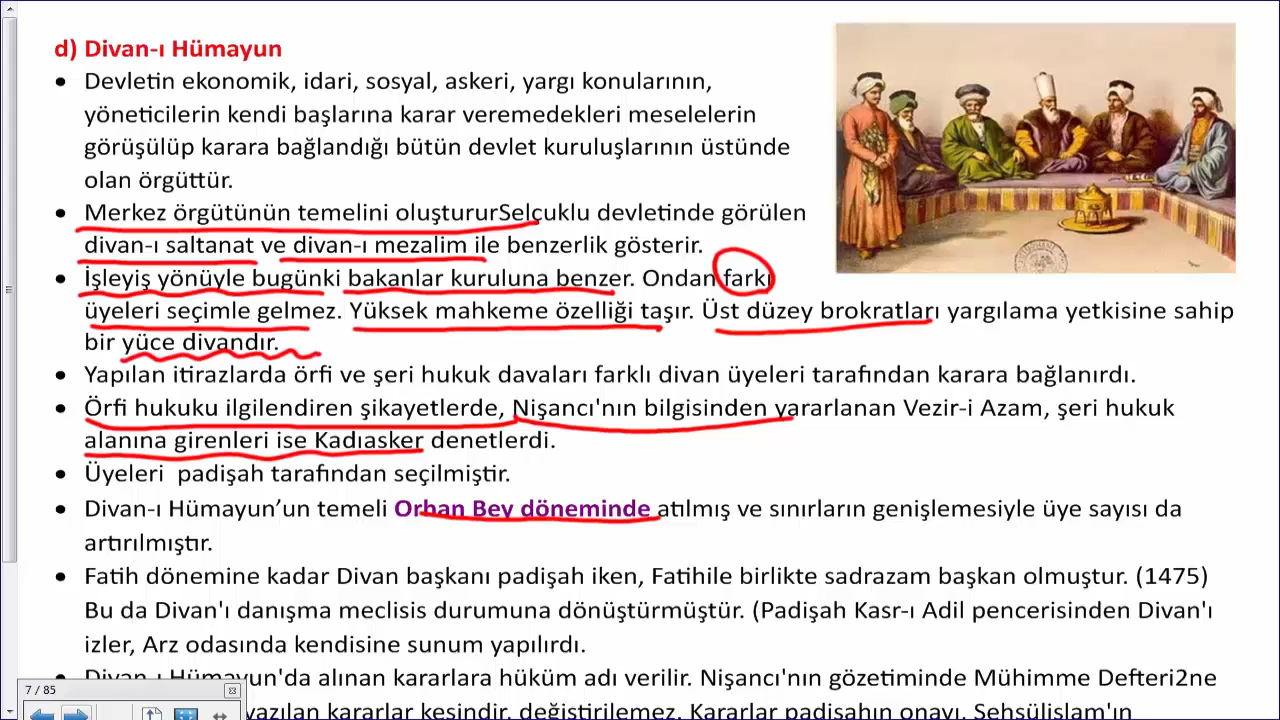 d) Divan-ı Hümayun
• Devletin ekonomik, idari, sosyal, askeri, yargı konularının,
yöneticilerin kendi başlarına karar veremedekleri meselelerin
görüşülüp karara bağlandığı bütün devlet kuruluşlarının üstünde
olan örgüttür.
• Merkez örgütünün temelini oluştururSelçuklu devletinde görülen
divan-ı saltanat ve divan-ı mezalim ile benzerlik gösterir.
• İşleyiş yönüyle bugünki bakanlar kuruluna benzer. Ondan farkı
üyeleri seçimle gelmez. Yüksek mahkeme özelliği taşır. Üst düzey brokratları yargılama yetkisine sahip
bir yüce divandır.
• Yapılan itirazlarda örfi ve şeri hukuk davaları farklı divan üyeleri tarafından karara bağlanırdı.
• Örfi hukuku ilgilendiren şikayetlerde, Nişancı'nın bilgisinden yararlanan Vezir-i Azam, şeri hukuk
alanına girenleri ise Kadıasker denetlerdi.
• Üyeleri padişah tarafından seçilmiştir.
• Divan-ı Hümayun’un temeli Orhan Bey döneminde atılmış ve sınırların genişlemesiyle üye sayısı da
artırılmıştır.
• Fatih dönemine kadar Divan başkanı padişah iken, Fatihile birlikte sadrazam başkan olmuştur. (1475)
Bu da Divan'ı danışma meclisis durumuna dönüştürmüştür. (Padişah Kasr-ı Adil pencerisinden Divan'ı
izler, Arz odasında kendisine sunum yapılırdı.
• Divan-ı Hümayun'da alınan kararlara hüküm adı verilir. Nişancı'nın gözetiminde Mühimme Defteri2ne
yazılan kararlar kesindir, değiştirilemez. Kararlar padişahın onayı, Şehsülislam'ın
7 / 85